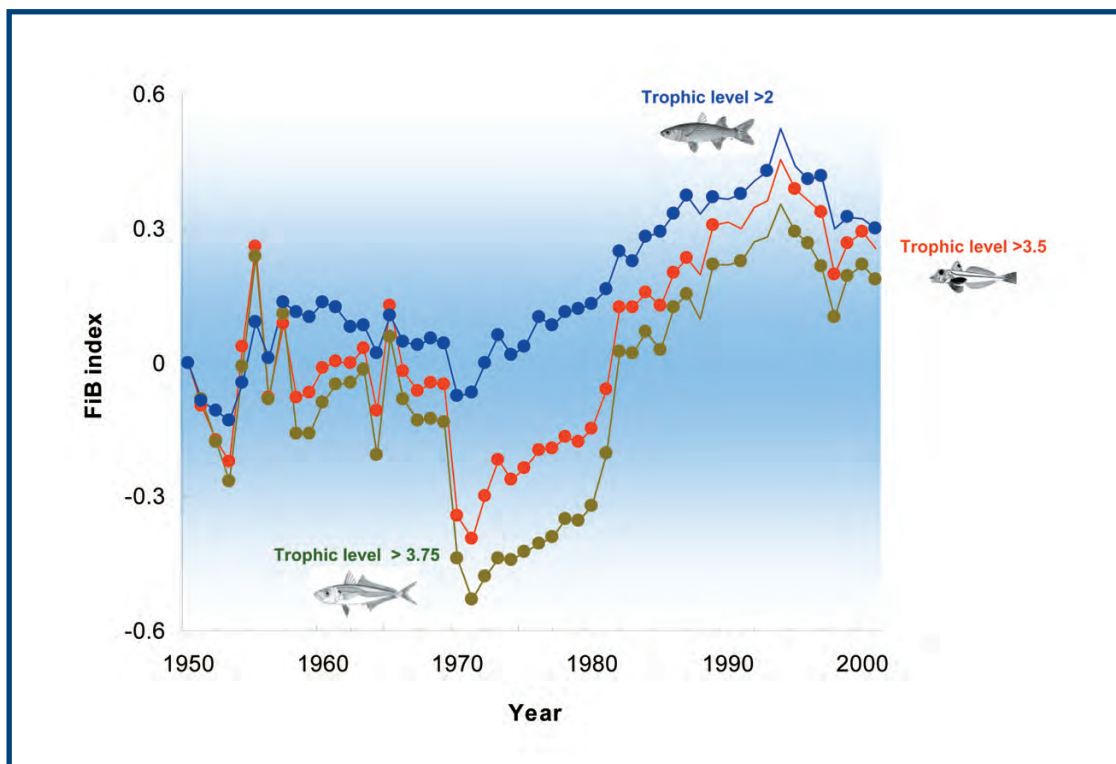 0.6
Trophic level >2
0.3
Trophic level >3.5
0
FiB index
-0.3
Trophic level > 3.75
-0.6
1950 1960 1970 1980 1990 2000
Year